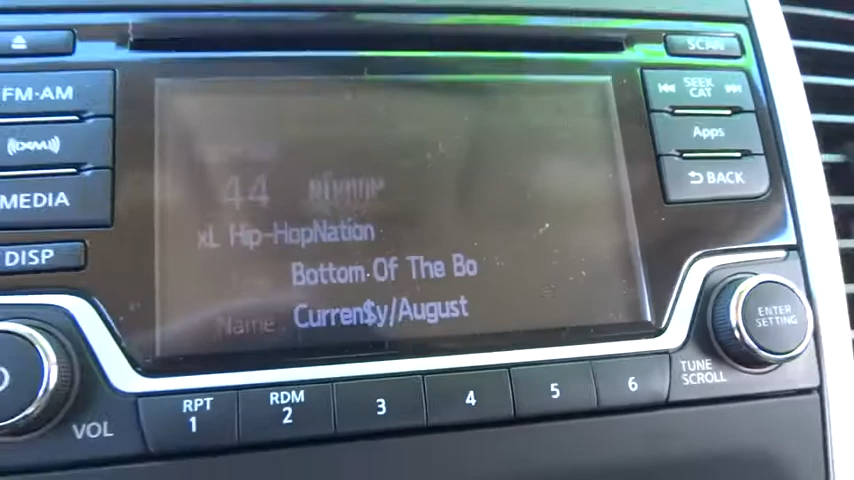 SCAN
FM·AM
SEEK
CAT
((XM))
Apps
MEDIA
BACK
44
xL Hip-HopNation
DISP
Bottom Of The Bo
Name
Curren$y/August
ENTER
SETTING
TUNE
SCROLL
VOL
RPT
1
RDM
2
3
4
5
6